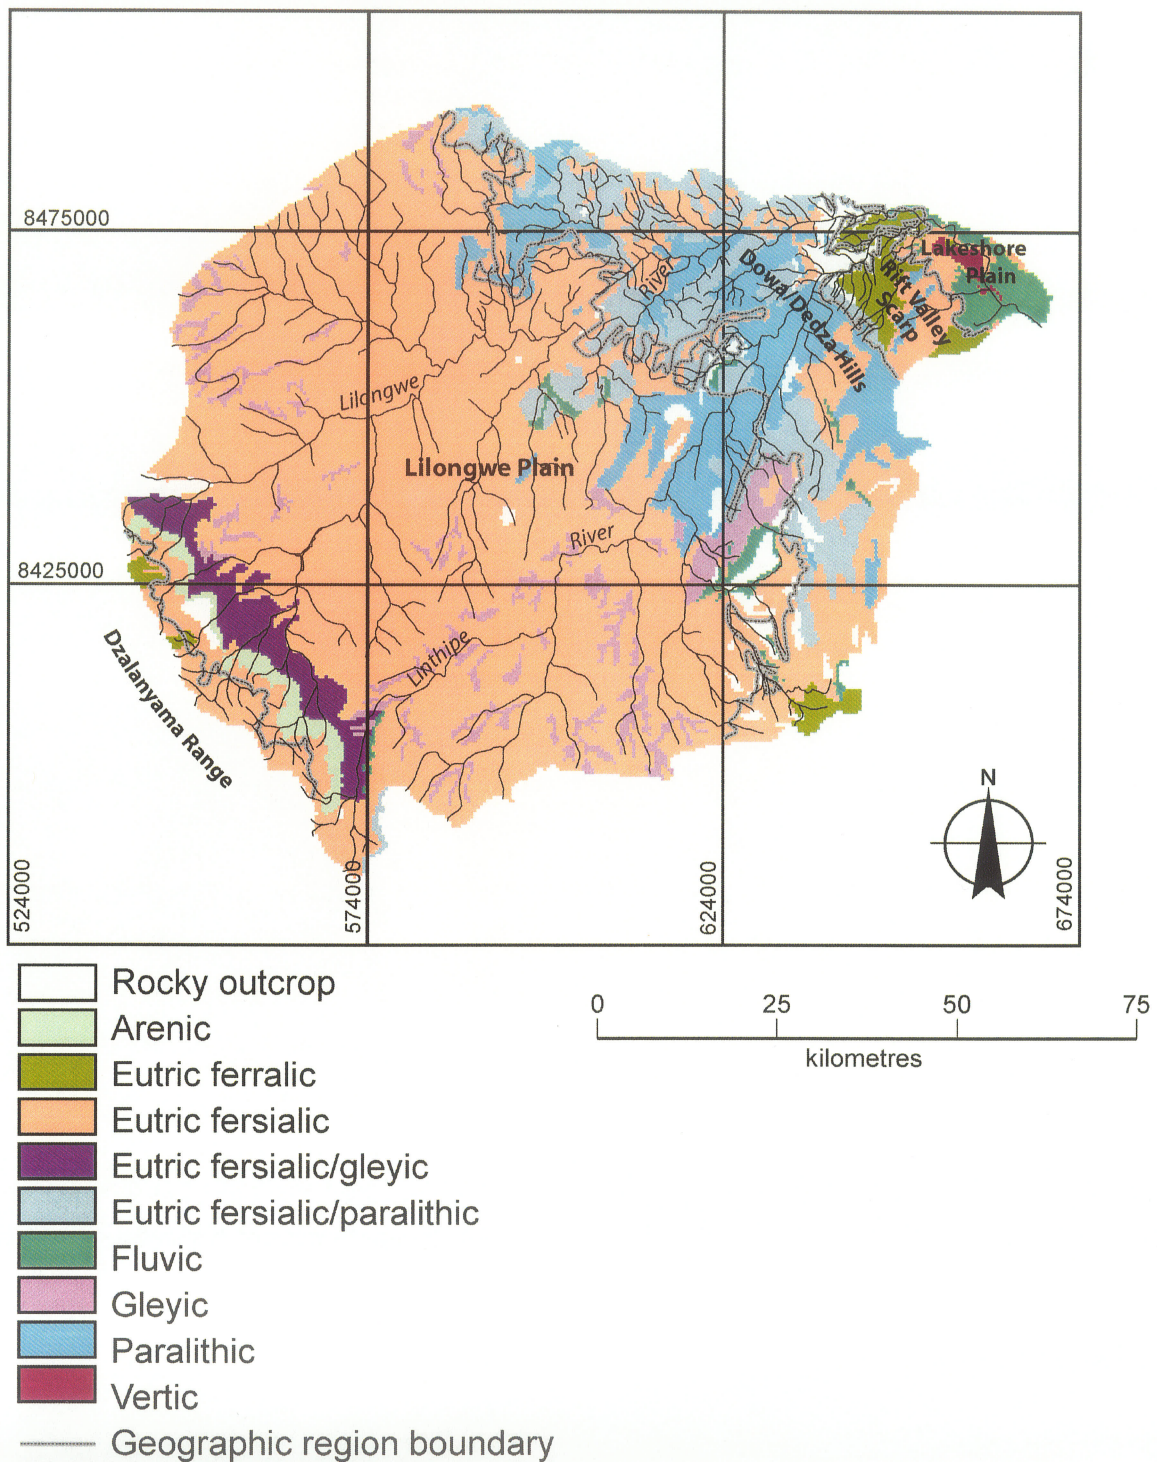 8475000
Lakeshore
Plain
River
Dowa/Dedza Hills
Rift Valley
Scarp
Lilongwe
Lilongwe Plain
River
8425000
Linthipe
Dzalanyama Range
N
524000
574000
624000
674000
Rocky outcrop
Arenic
Eutric ferralic
Eutric fersialic
Eutric fersialic/gleyic
Eutric fersialic/paralithic
Fluvic
Gleyic
Paralithic
Vertic
Geographic region boundary
0 25 50 75
kilometres